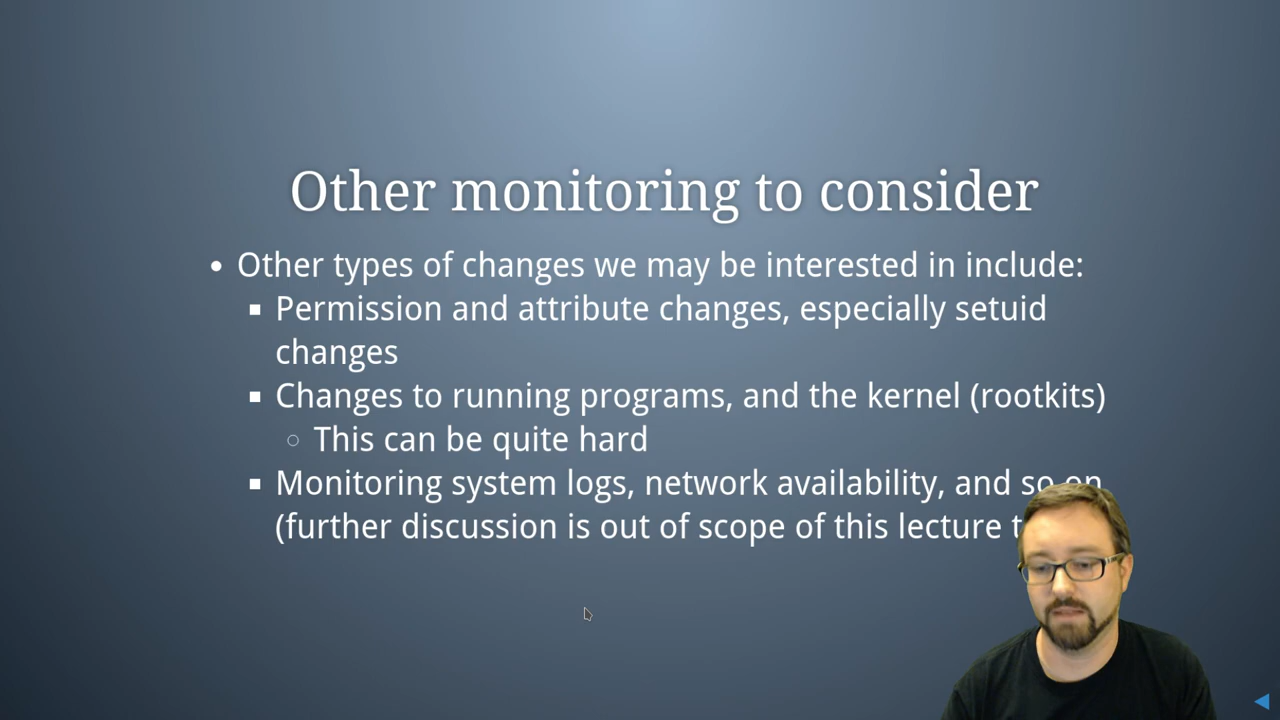 Other monitoring to consider
• Other types of changes we may be interested in include:
▪ Permission and attribute changes, especially setuid
changes
▪ Changes to running programs, and the kernel (rootkits)
○ This can be quite hard
▪ Monitoring system logs, network availability, and so on
(further discussion is out of scope of this lecture